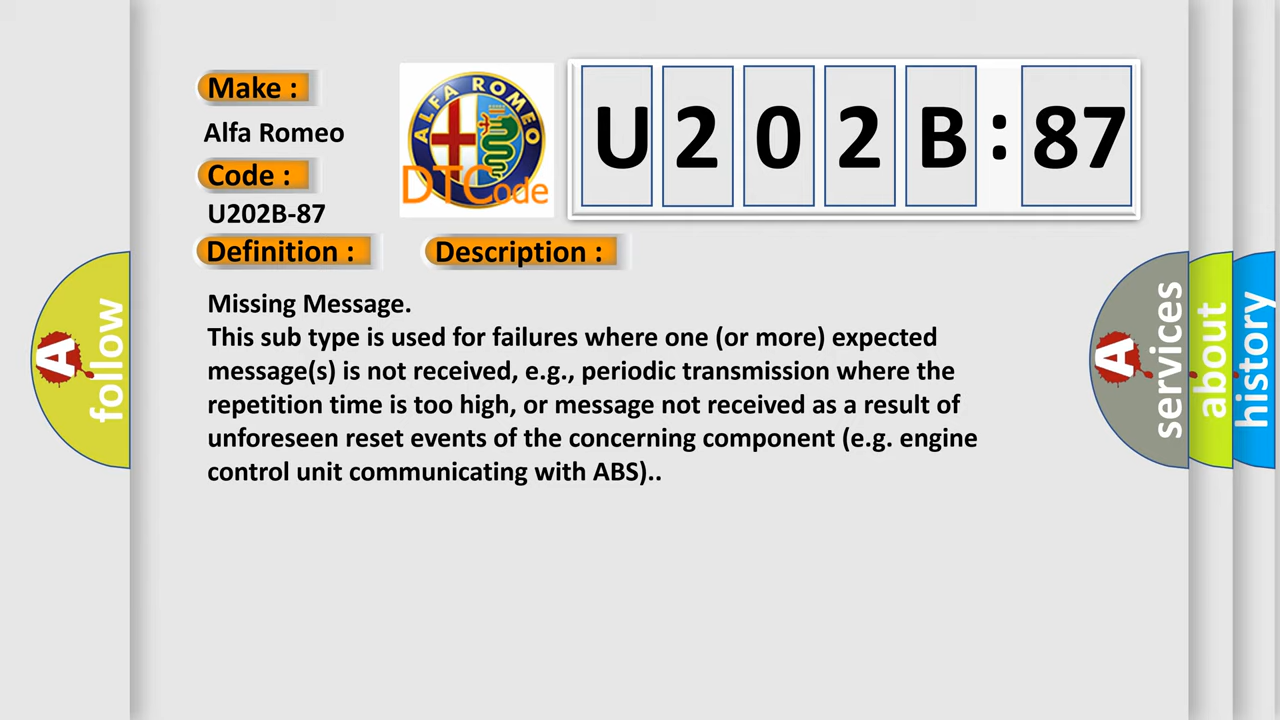 Make :
Alfa Romeo
Code :
U202B-87
Definition :
Description :
ALFA ROMEO
DTCode
U202B:87
Missing Message.
This sub type is used for failures where one (or more) expected
message(s) is not received, e.g., periodic transmission where the
repetition time is too high, or message not received as a result of
unforeseen reset events of the concerning component (e.g. engine
control unit communicating with ABS)..
A
follow
A
services
about
history